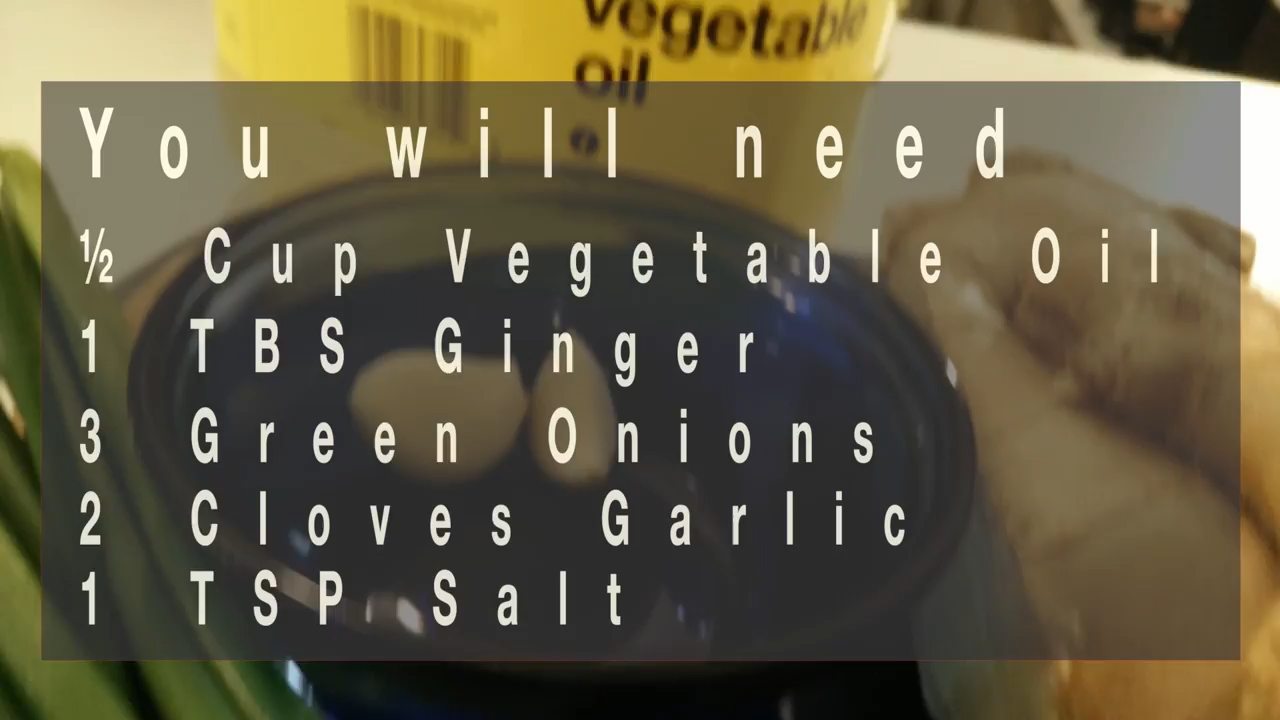 vegetable
oil
You will need
½ Cup Vegetable Oil
1 TBS Ginger
3 Green Onions
2 Cloves Garlic
1 TSP Salt